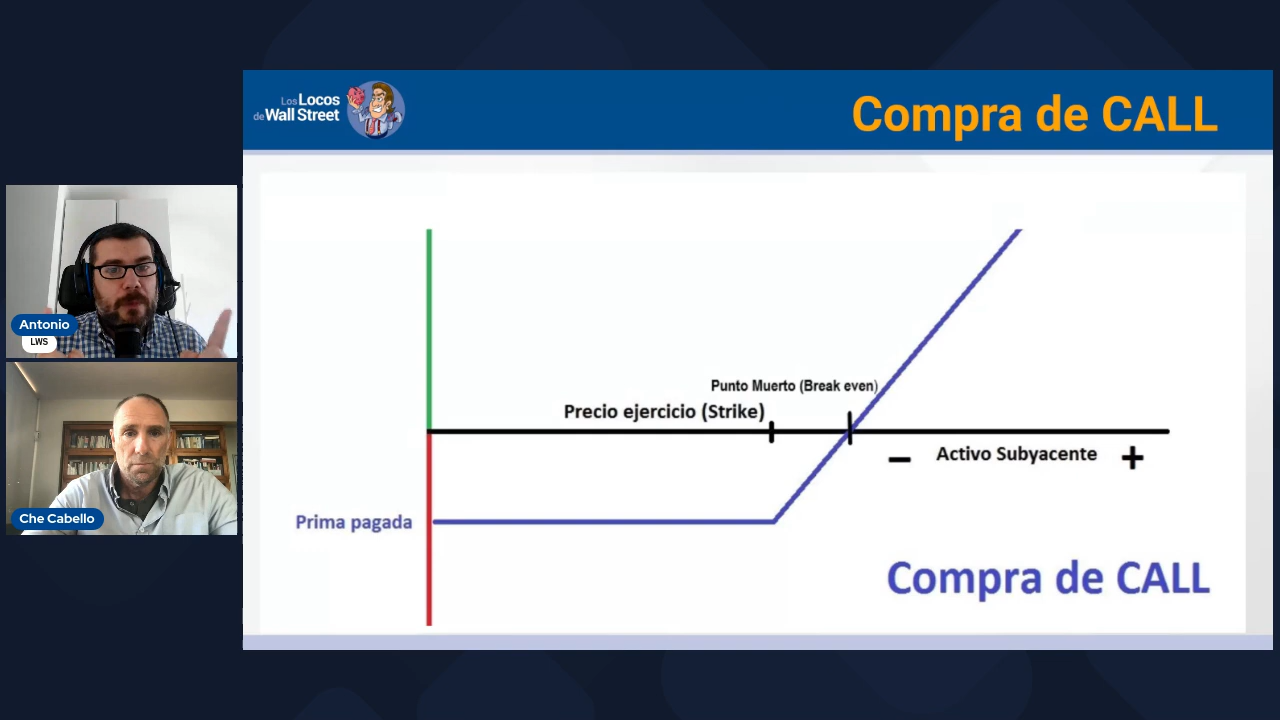 Los Locos
de Wall Street
Compra de CALL
Antonio
LWS
Che Cabello
Punto Muerto (Break even)
Precio ejercicio (Strike)
− Activo Subyacente +
Prima pagada
Compra de CALL